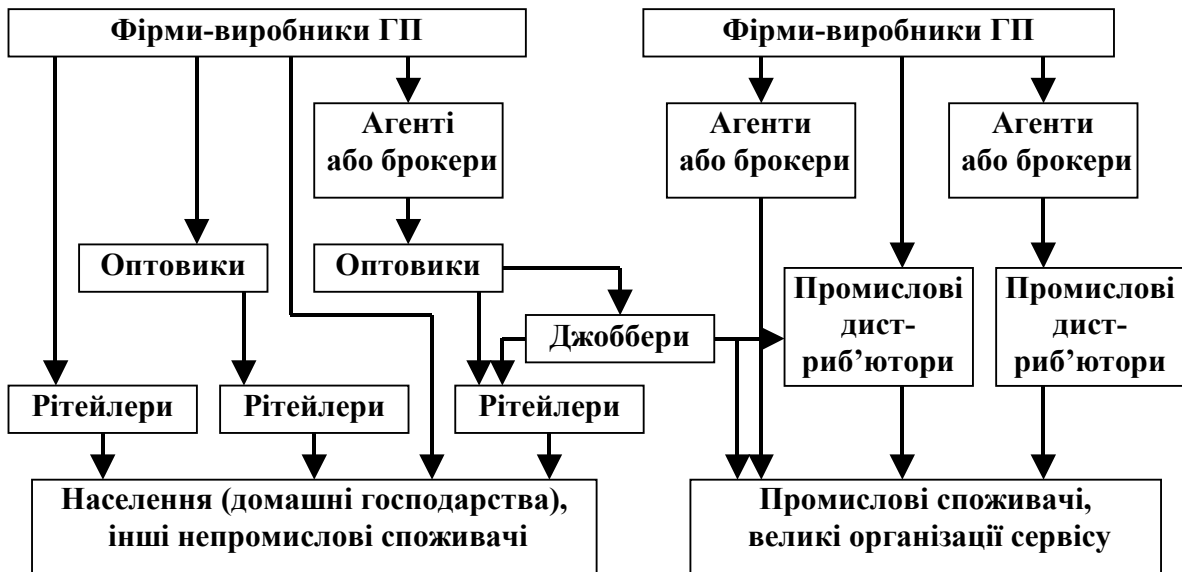 Фірми-виробники ГП
Фірми-виробники ГП
Агенті
або брокери
Агенти
або брокери
Агенти
або брокери
Оптовики
Оптовики
Промислові
дист-
риб’ютори
Промислові
дист-
риб’ютори
Джоббери
Рітейлери
Рітейлери
Рітейлери
Населення (домашні господарства),
інші непромислові споживачі
Промислові споживачі,
великі організації сервісу